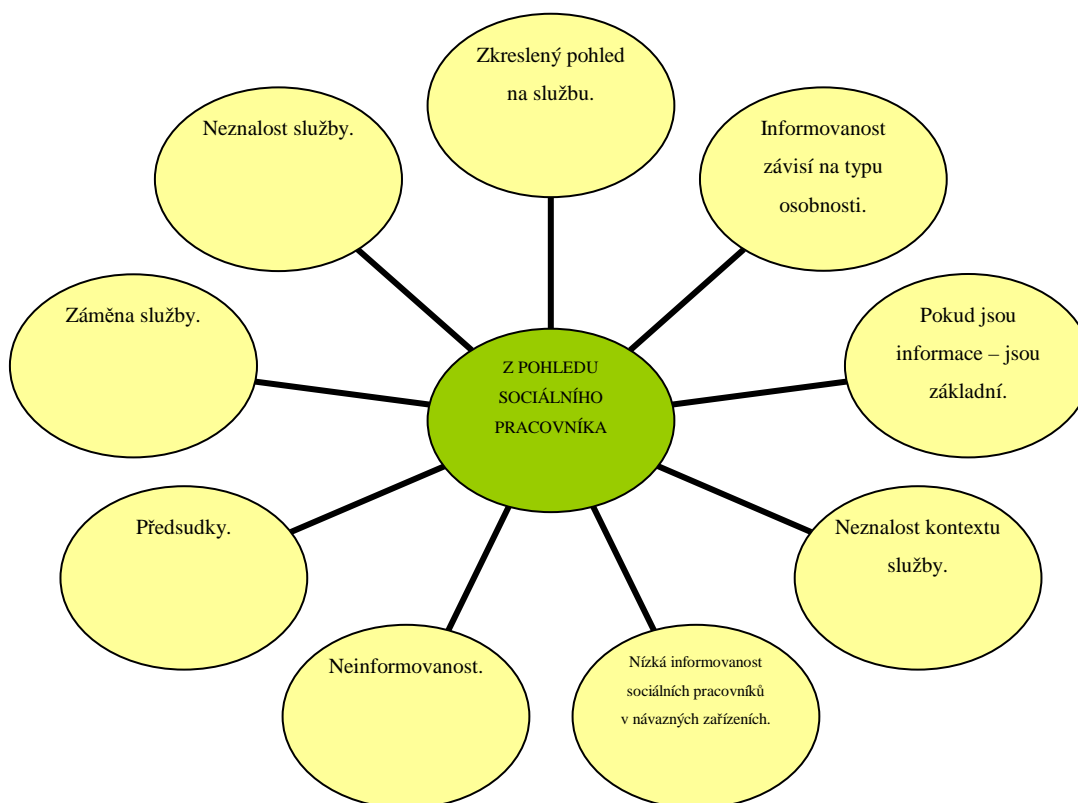 Zkreslený pohled
na službu.
Informovanost
závisí na typu
osobnosti.
Pokud jsou
informace – jsou
základní.
Neznalost kontextu
služby.
Nízká informovanost
sociálních pracovníků
v návazných zařízeních.
Neinformovanost.
Předsudky.
Záměna služby.
Neznalost služby.
Z POHLEDU
SOCIÁLNÍHO
PRACOVNÍKA